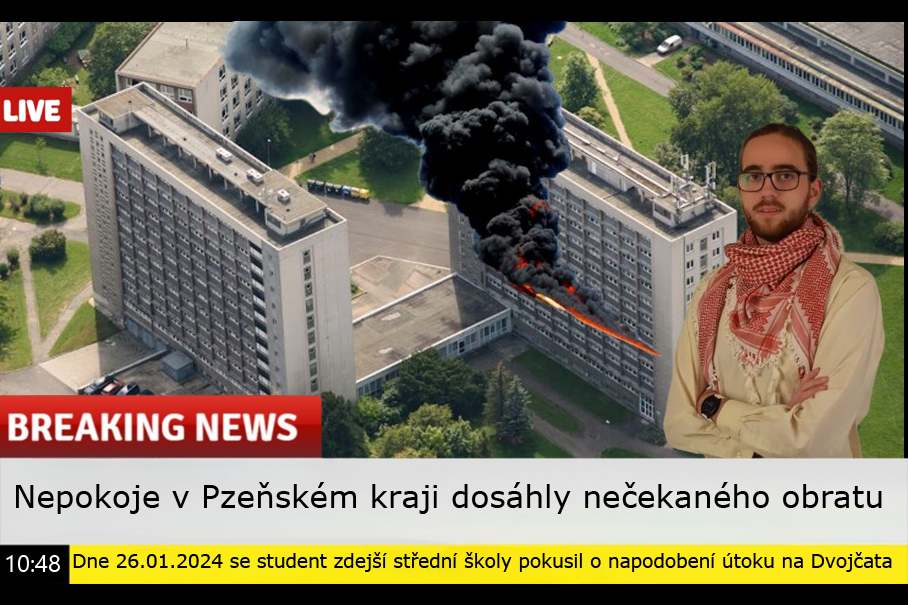 LIVE
BREAKING NEWS
Nepokoje v Pzeňském kraji dosáhly nečekaného obratu
10:48 Dne 26.01.2024 se student zdejší střední školy pokusil o napodobení útoku na Dvojčata